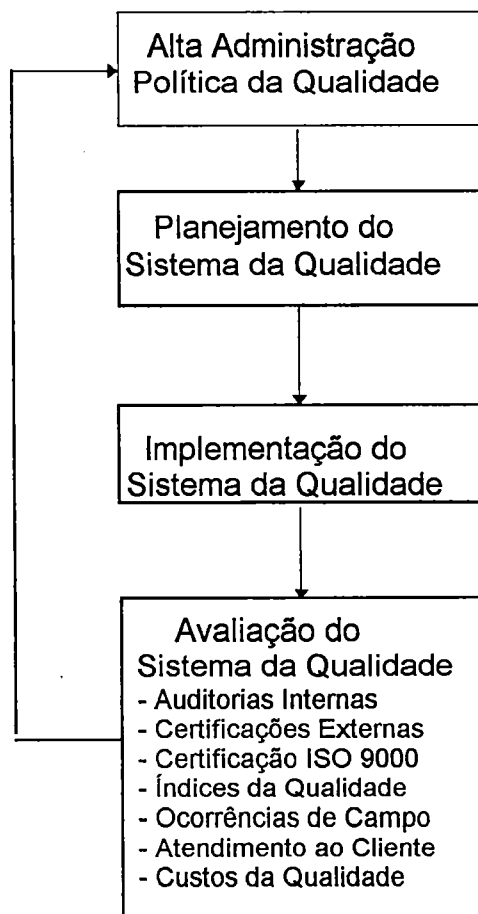 Alta Administração
Política da Qualidade
Planejamento do
Sistema da Qualidade
Implementação do
Sistema da Qualidade
Avaliação do
Sistema da Qualidade
- Auditorias Internas
- Certificações Externas
- Certificação ISO 9000
- Índices da Qualidade
- Ocorrências de Campo
- Atendimento ao Cliente
- Custos da Qualidade